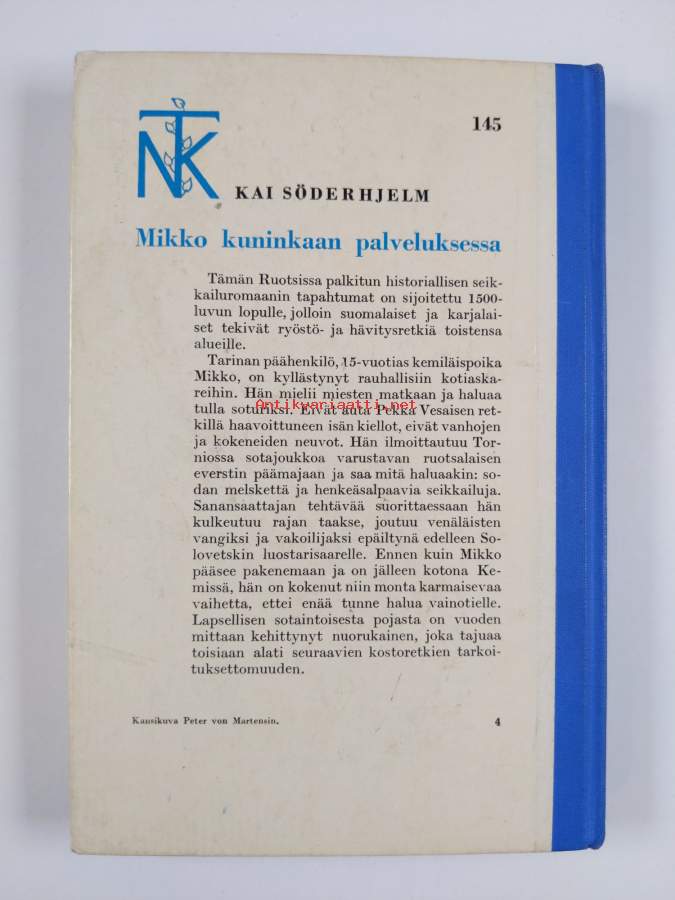 NTK
145
KAI SÖDERHJELM
Mikko kuninkaan palveluksessa
Tämän Ruotsissa palkitun historiallisen seik-
kailuromaanin tapahtumat on sijoitettu 1500-
luvun lopulle, jolloin suomalaiset ja karjalai-
set tekivät ryöstö- ja hävitysretkiä toistensa
alueille.
Tarinan päähenkilö, 15-vuotias kemiläispoika
Mikko, on kyllästynyt rauhallisiin kotiaska-
reihin. Hän mielii miesten matkaan ja haluaa
Antikvariaatti.net
tulla soturiksi. Eivät auta Pekka Vesaisen ret-
killä haavoittuneen isän kiellot, eivät vanhojen
ja kokeneiden neuvot. Hän ilmoittautuu Tor-
niossa sotajoukkoa varustavan ruotsalaisen
everstin päämajaan ja saa mitä haluaakin: so-
dan melskettä ja henkeäsalpaavia seikkailuja.
Sanansaattajan tehtävää suorittaessaan hän
kulkeutuu rajan taakse, joutuu venäläisten
vangiksi ja vakoilijaksi epäiltynä edelleen So-
lovetskin luostarisaarelle. Ennen kuin Mikko
pääsee pakenemaan ja on jälleen kotona Ke-
missä, hän on kokenut niin monta karmaisevaa
vaihetta, ettei enää tunne halua vainotielle.
Lapsellisen sotaintoisesta pojasta on vuoden
mittaan kehittynyt nuorukainen, joka tajuaa
toisiaan alati seuraavien kostoretkien tarkoi-
tuksettomuuden.
Kansikuva Peter von Martensin.
4